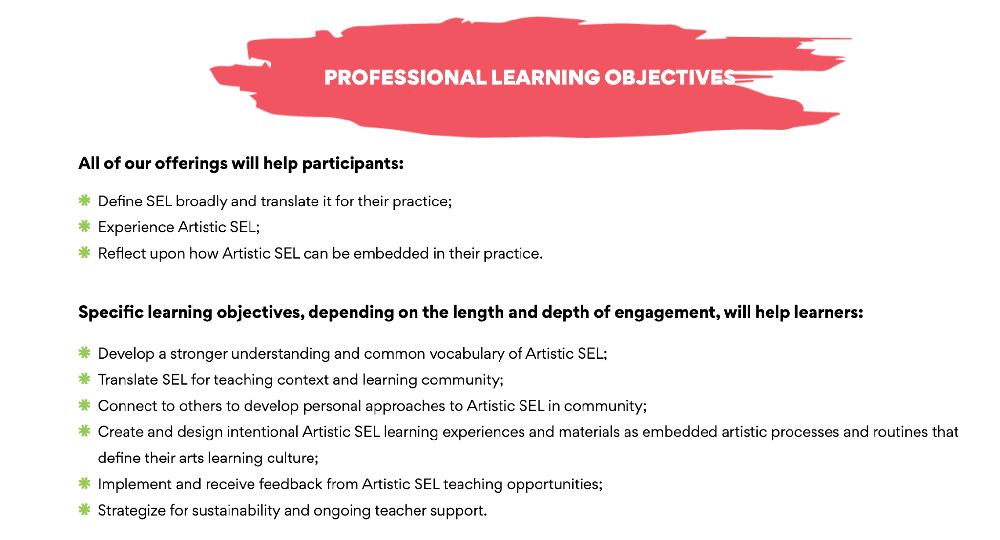 PROFESSIONAL LEARNING OBJECTIVES
All of our offerings will help participants:
Define SEL broadly and translate it for their practice;
Experience Artistic SEL;
Reflect upon how Artistic SEL can be embedded in their practice.
Specific learning objectives, depending on the length and depth of engagement, will help learners:
Develop a stronger understanding and common vocabulary of Artistic SEL;
Translate SEL for teaching context and learning community;
Connect to others to develop personal approaches to Artistic SEL in community;
Create and design intentional Artistic SEL learning experiences and materials as embedded artistic processes and routines that
define their arts learning culture;
Implement and receive feedback from Artistic SEL teaching opportunities;
Strategize for sustainability and ongoing teacher support.